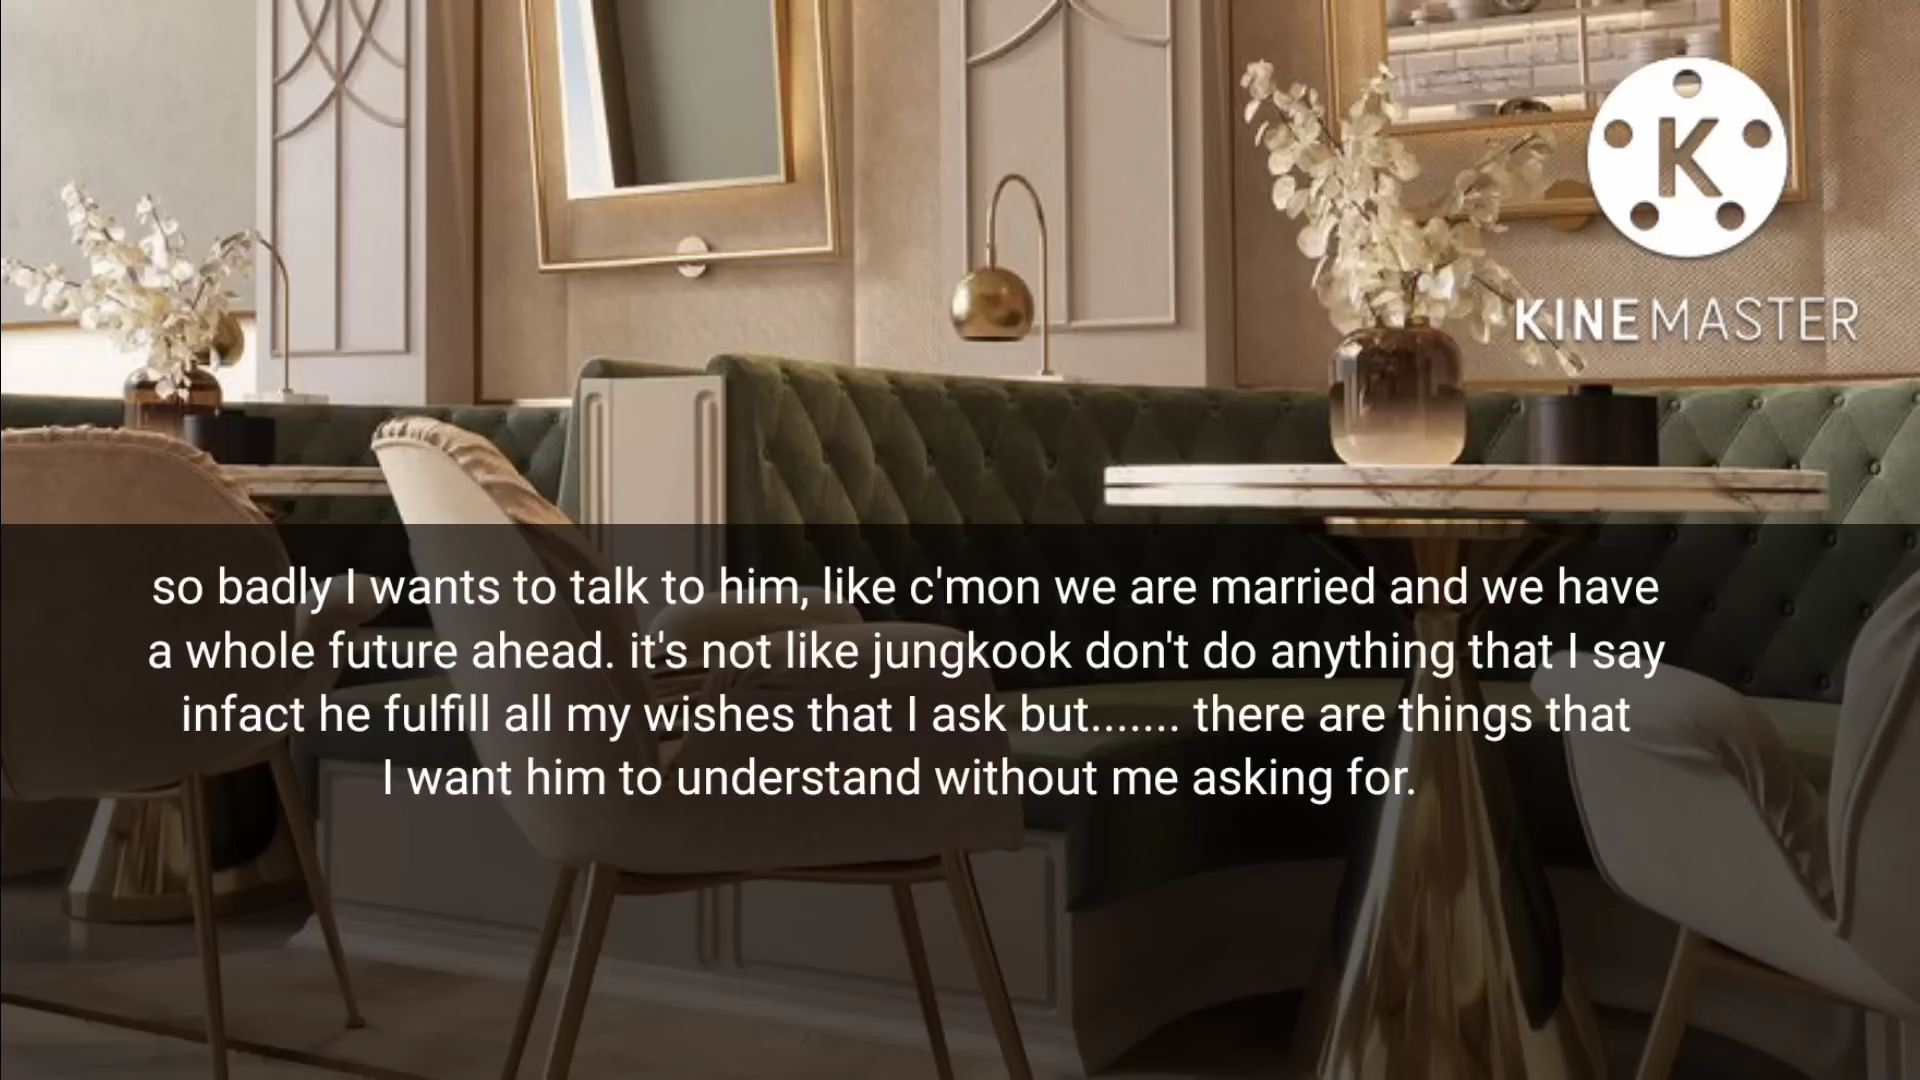 K
KINEMASTER
so badly I wants to talk to him, like c'mon we are married and we have
a whole future ahead. it's not like jungkook don't do anything that I say
infact he fulfill all my wishes that I ask but....... there are things that
I want him to understand without me asking for.